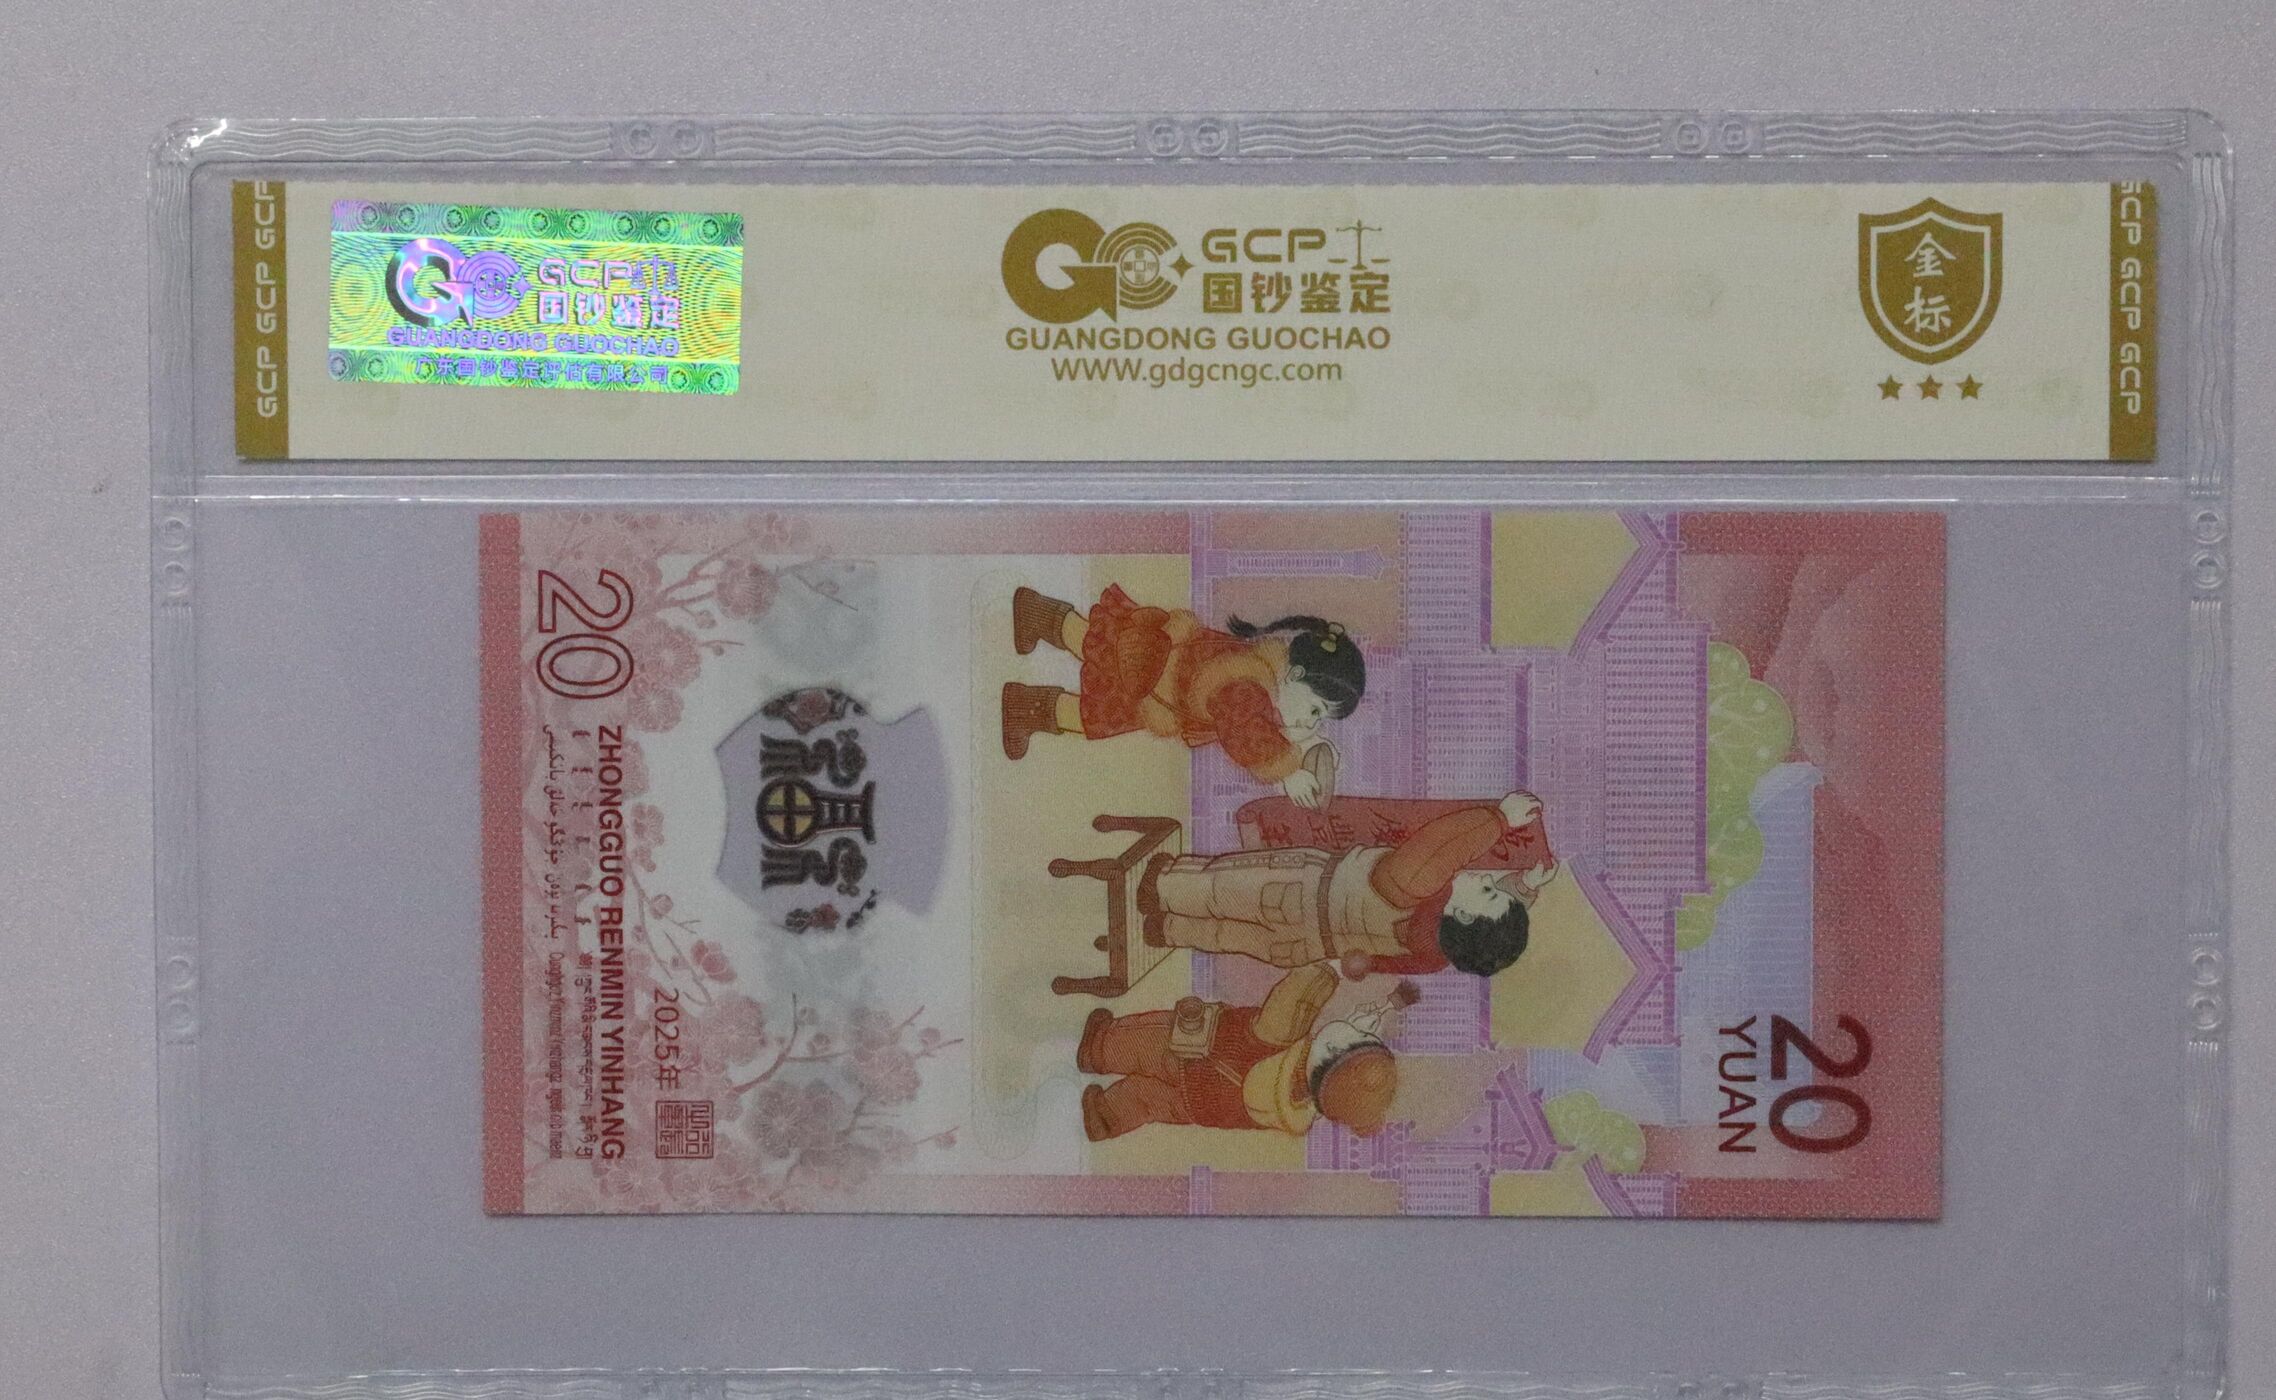 GCP GCP GCP
GCP
国钞鉴定
GUANGDONG GUOCHAO
广东国钞鉴定评估有限公司
GCP
国钞鉴定
GUANGDONG GUOCHAO
WWW.gdgcngc.com
金
标
GCP GCP GCP
20
ZHONGGUO RENMIN YINHANG
2025年
20
YUAN